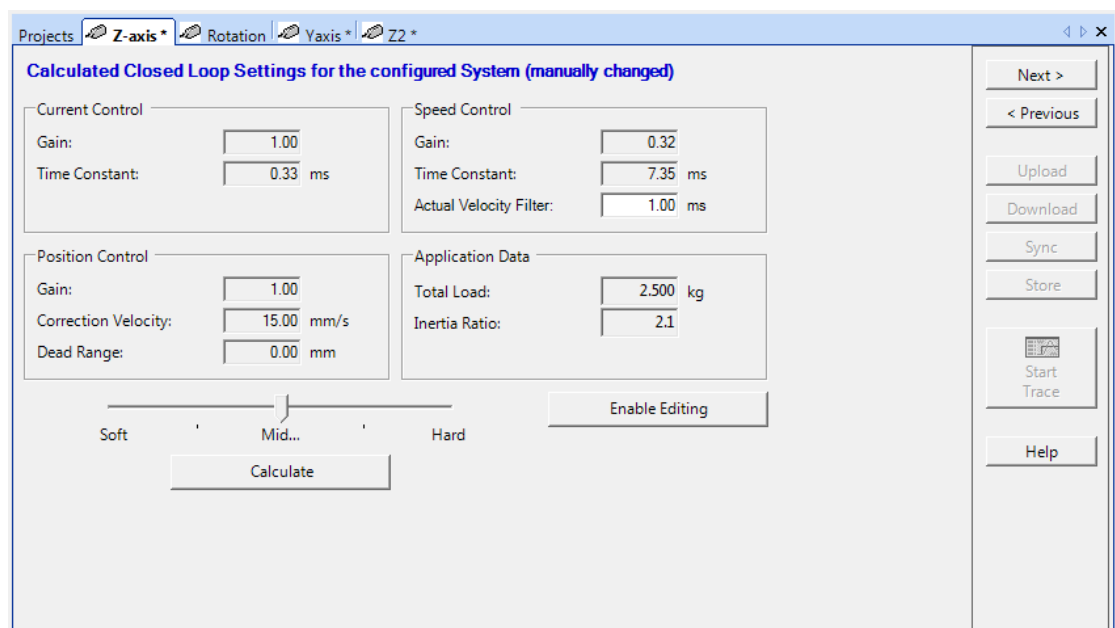 Projects Z-axis * Rotation Yaxis * Z2 *
Calculated Closed Loop Settings for the configured System (manually changed)
Current Control
Gain: 1.00
Time Constant: 0.33 ms
Speed Control
Gain: 0.32
Time Constant: 7.35 ms
Actual Velocity Filter: 1.00 ms
Position Control
Gain: 1.00
Correction Velocity: 15.00 mm/s
Dead Range: 0.00 mm
Application Data
Total Load: 2.500 kg
Inertia Ratio: 2.1
Soft Mid... Hard
Enable Editing
Calculate
Next >
< Previous
Upload
Download
Sync
Store
Start
Trace
Help